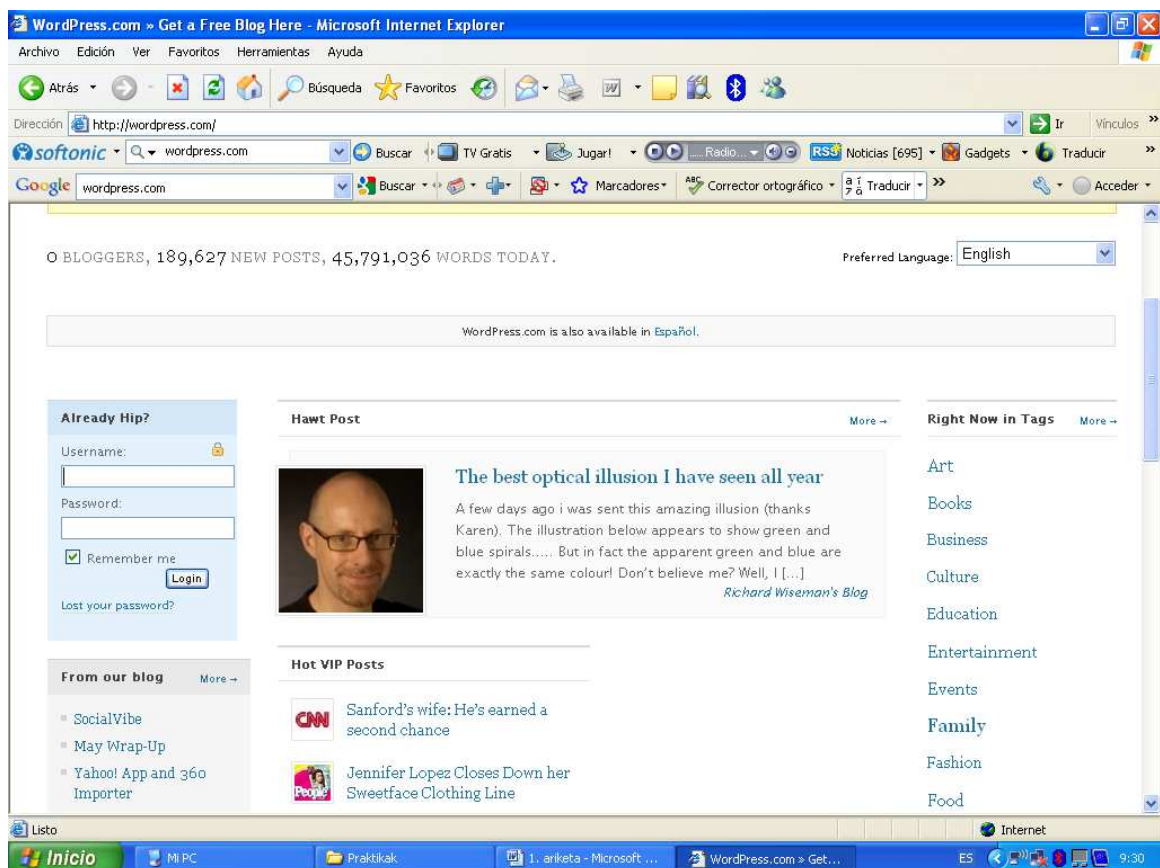 WordPress.com » Get a Free Blog Here - Microsoft Internet Explorer
Archivo Edición Ver Favoritos Herramientas Ayuda
Atrás Búsqueda Favoritos
Dirección http://wordpress.com/ Ir Vínculos »
softonic wordpress.com Buscar TV Gratis Jugar! ....Radio... RSS Noticias [695] Gadgets Traducir »
Google wordpress.com Buscar Marcadores ABC Corrector ortográfico Traducir » Acceder
0 BLOGGERS, 189,627 NEW POSTS, 45,791,036 WORDS TODAY.
Preferred Language: English
WordPress.com is also available in Español.
Already Hip?
Username:
Password:
Remember me
Login
Lost your password?
From our blog More →
SocialVibe
May Wrap-Up
Yahoo! App and 360
Importer
Hawt Post More →
The best optical illusion I have seen all year
A few days ago i was sent this amazing illusion (thanks
Karen). The illustration below appears to show green and
blue spirals..... But in fact the apparent green and blue are
exactly the same colour! Don't believe me? Well, I [...]
Richard Wiseman's Blog
Hot VIP Posts
CNN
Sanford's wife: He's earned a
second chance
People
Jennifer Lopez Closes Down her
Sweetface Clothing Line
Right Now in Tags More →
Art
Books
Business
Culture
Education
Entertainment
Events
Family
Fashion
Food
Listo Internet
Inicio Mi PC Praktikak 1. ariketa - Microsoft ... WordPress.com » Get... ES 9:30